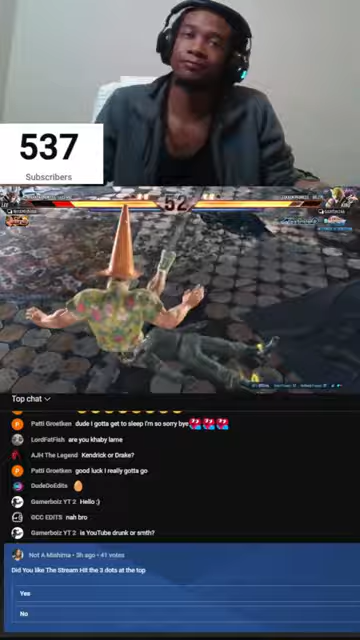 537
Subscribers
52
Top chat
Patti Groetken dude I gotta get to sleep I'm so sorry bye
LordFatFish are you khaby lame
AJH The Legend Kendrick or Drake?
Patti Groetken good luck I really gotta go
DudeOoEdits
Gamerboiz YT 2 Hello :)
GCC EDITS nah bro
Gamerboiz YT 2 is YouTube drunk or smth?
Not A Mishima • 3h ago • 41 votes
Did You like The Stream Hit the 3 dots at the top
Yes
No